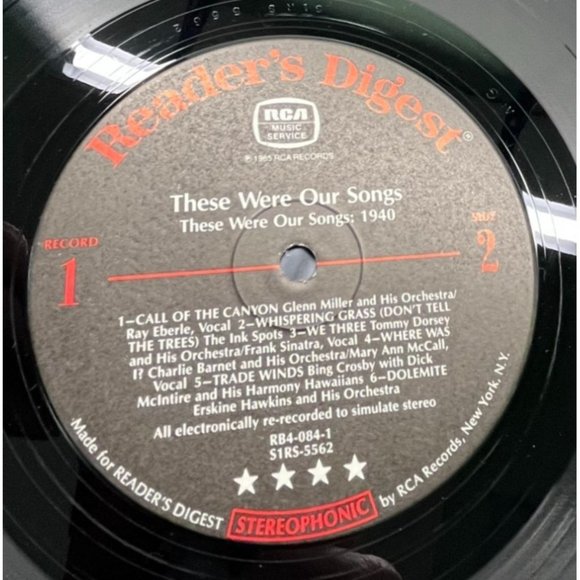 Reader's Digest®
RCA
MUSIC
SERVICE
℗ 1985 RCA RECORDS
These Were Our Songs
These Were Our Songs: 1940
RECORD
1
SIDE
2
1—CALL OF THE CANYON Glenn Miller and His Orchestra/
Ray Eberle, Vocal 2—WHISPERING GRASS (DON'T TELL
THE TREES) The Ink Spots 3—WE THREE Tommy Dorsey
and His Orchestra/Frank Sinatra, Vocal 4—WHERE WAS
I? Charlie Barnet and His Orchestra/Mary Ann McCall,
Vocal 5—TRADE WINDS Bing Crosby with Dick
McIntire and His Harmony Hawaiians 6—DOLEMITE
Erskine Hawkins and His Orchestra
All electronically re-recorded to simulate stereo
RB4-084-1
S1RS-5562
Made for READER'S DIGEST
STEREOPHONIC
by RCA Records, New York, N.Y.